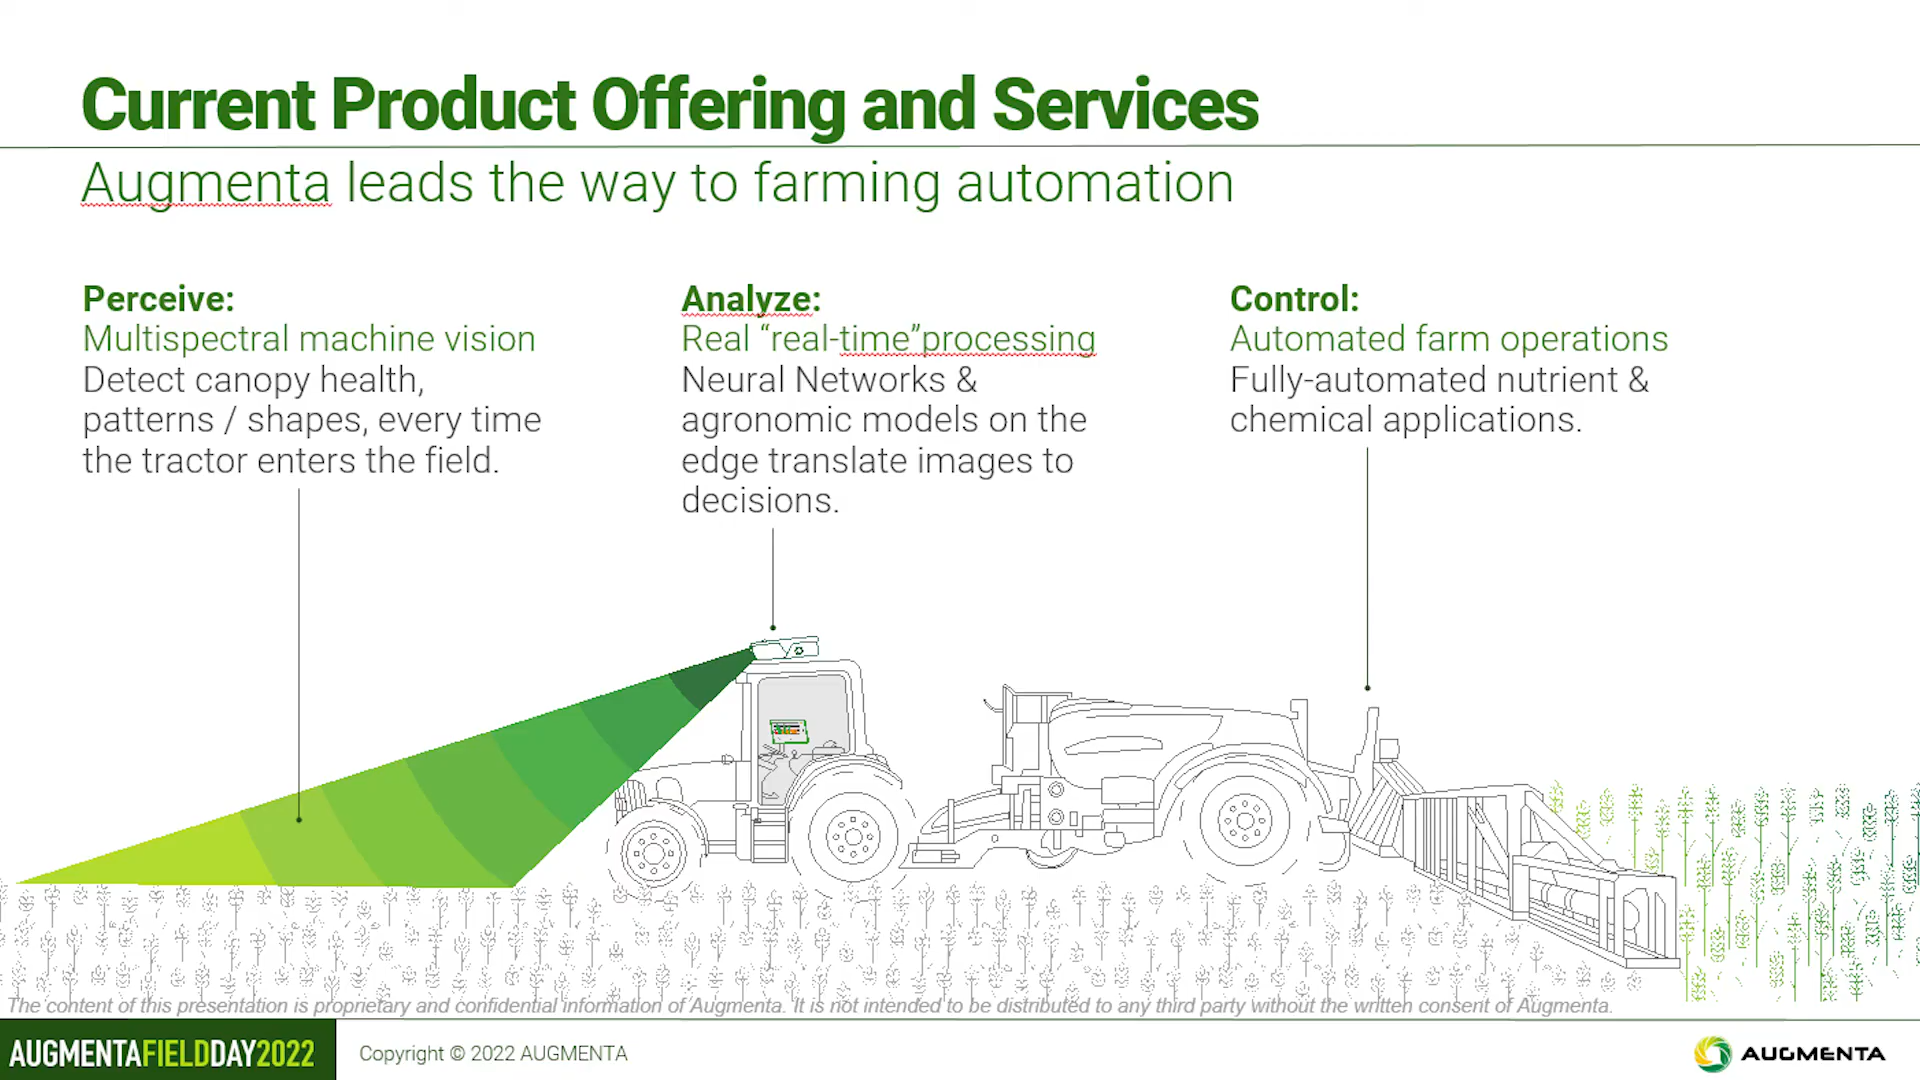 Current Product Offering and Services
Augmenta leads the way to farming automation
Perceive:
Multispectral machine vision
Detect canopy health,
patterns / shapes, every time
the tractor enters the field.
Analyze:
Real “real-time”processing
Neural Networks &
agronomic models on the
edge translate images to
decisions.
Control:
Automated farm operations
Fully-automated nutrient &
chemical applications.
The content of this presentation is proprietary and confidential information of Augmenta. It is not intended to be distributed to any third party without the written consent of Augmenta.
AUGMENTAFIELDDAY2022
Copyright © 2022 AUGMENTA
AUGMENTA